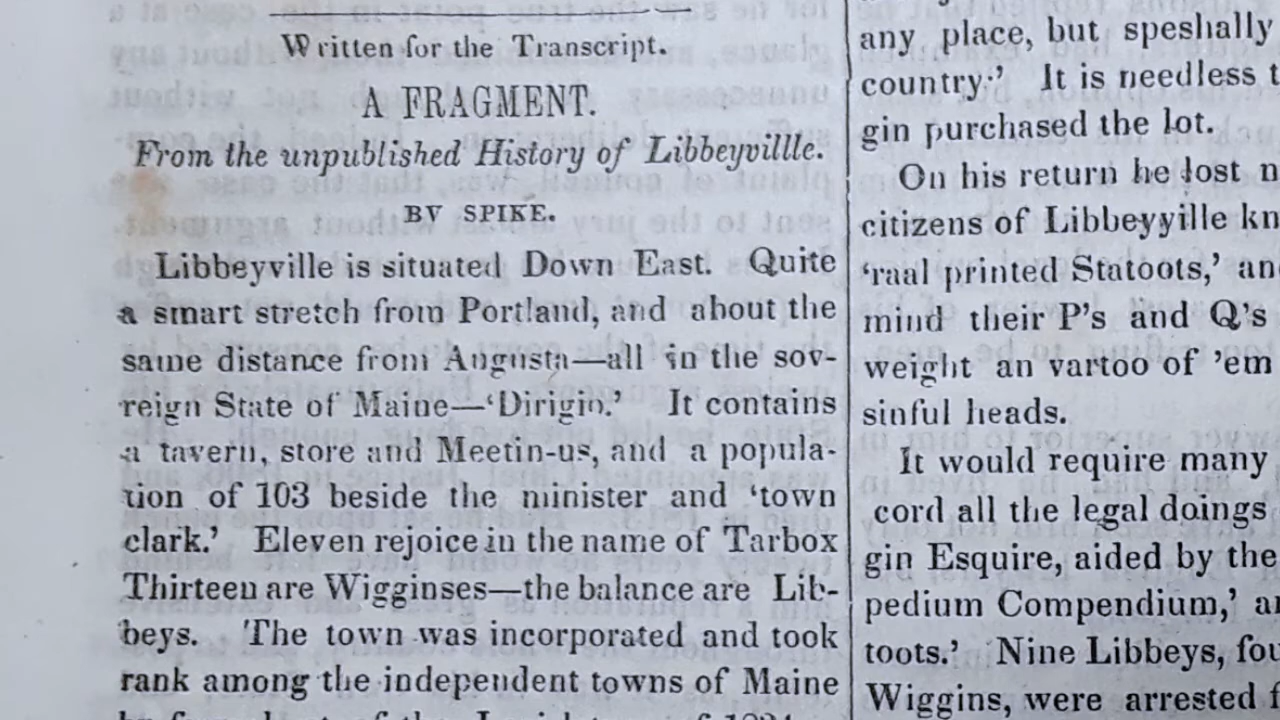 Written for the Transcript.
A FRAGMENT.
From the unpublished History of Libbeyvillle.
BY SPIKE.
Libbeyville is situated Down East. Quite
a smart stretch from Portland, and about the
same distance from Augusta—all in the sov-
reign State of Maine—'Dirigio.' It contains
a tavern, store and Meetin-us, and a popula-
tion of 103 beside the minister and 'town
clark.' Eleven rejoice in the name of Tarbox
Thirteen are Wigginses—the balance are Lib-
beys. The town was incorporated and took
rank among the independent towns of Maine
any place, but speshally
country.' It is needless t
gin purchased the lot.
On his return he lost n
citizens of Libbeyyille kn
'raal printed Statoots,' an
mind their P's and Q's
weight an vartoo of 'em
sinful heads.
It would require many
cord all the legal doings
gin Esquire, aided by the
pedium Compendium,' a
toots.' Nine Libbeys, fou
Wiggins, were arrested f